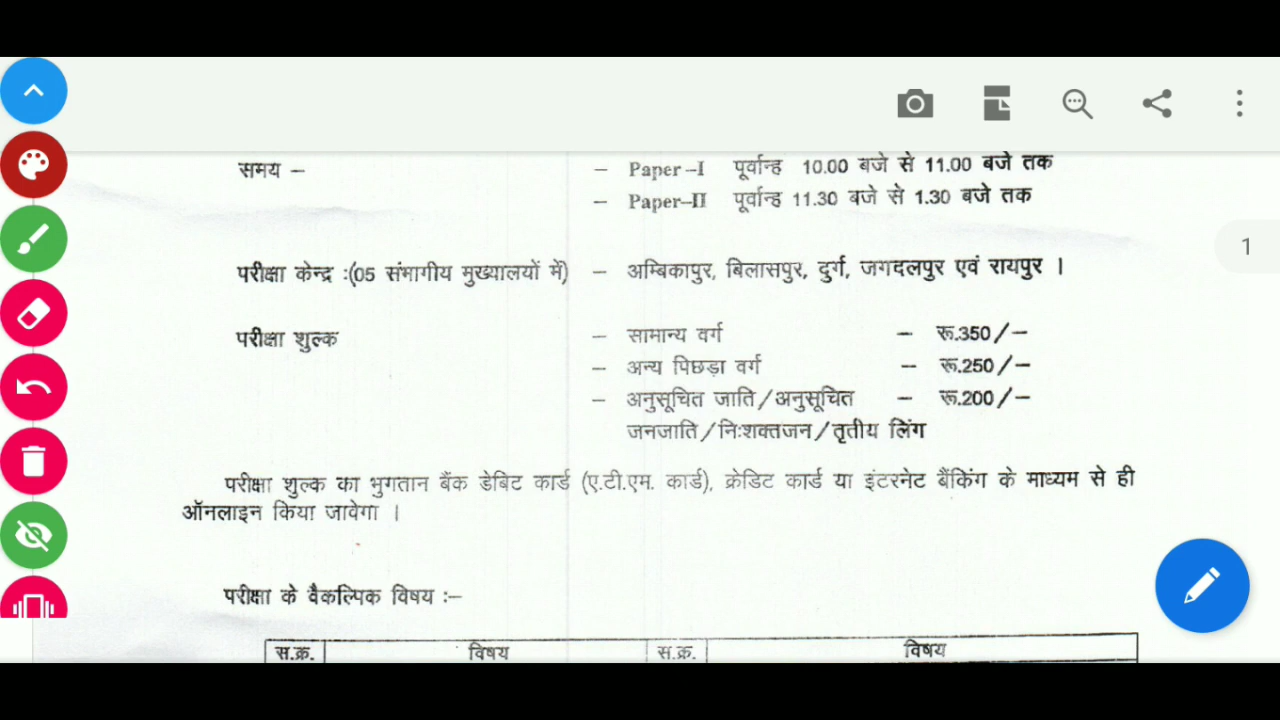 समय – – Paper –I पूर्वान्ह 10.00 बजे से 11.00 बजे तक
– Paper–II पूर्वान्ह 11.30 बजे से 1.30 बजे तक
1
परीक्षा केन्द्र :(05 संभागीय मुख्यालयों में) – अम्बिकापुर, बिलासपुर, दुर्ग, जगदलपुर एवं रायपुर ।
परीक्षा शुल्क – सामान्य वर्ग – रू.350/–
– अन्य पिछड़ा वर्ग – रू.250/–
– अनुसूचित जाति/अनुसूचित – रू.200/–
जनजाति/निःशक्तजन/तृतीय लिंग
परीक्षा शुल्क का भुगतान बैंक डेबिट कार्ड (ए.टी.एम. कार्ड), क्रेडिट कार्ड या इंटरनेट बैंकिंग के माध्यम से ही
ऑनलाइन किया जावेगा ।
परीक्षा के वैकल्पिक विषय :–
स.क्र. विषय स.क्र. विषय